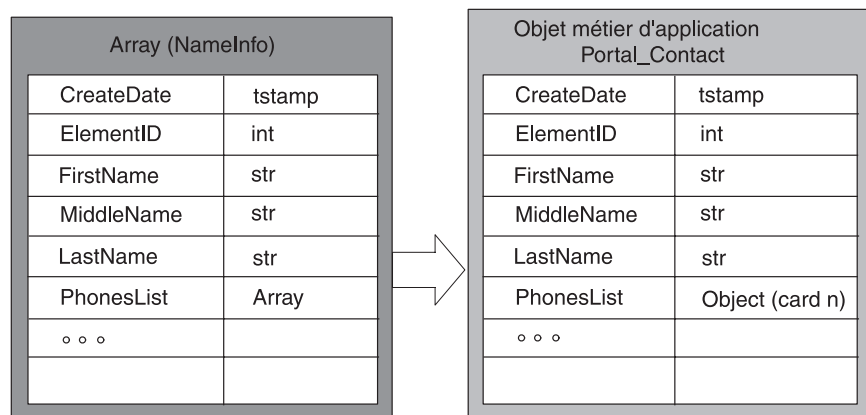 Array (NameInfo)
CreateDate tstamp
ElementID int
FirstName str
MiddleName str
LastName str
PhonesList Array
Objet métier d'application
Portal_Contact
CreateDate tstamp
ElementID int
FirstName str
MiddleName str
LastName str
PhonesList Object (card n)